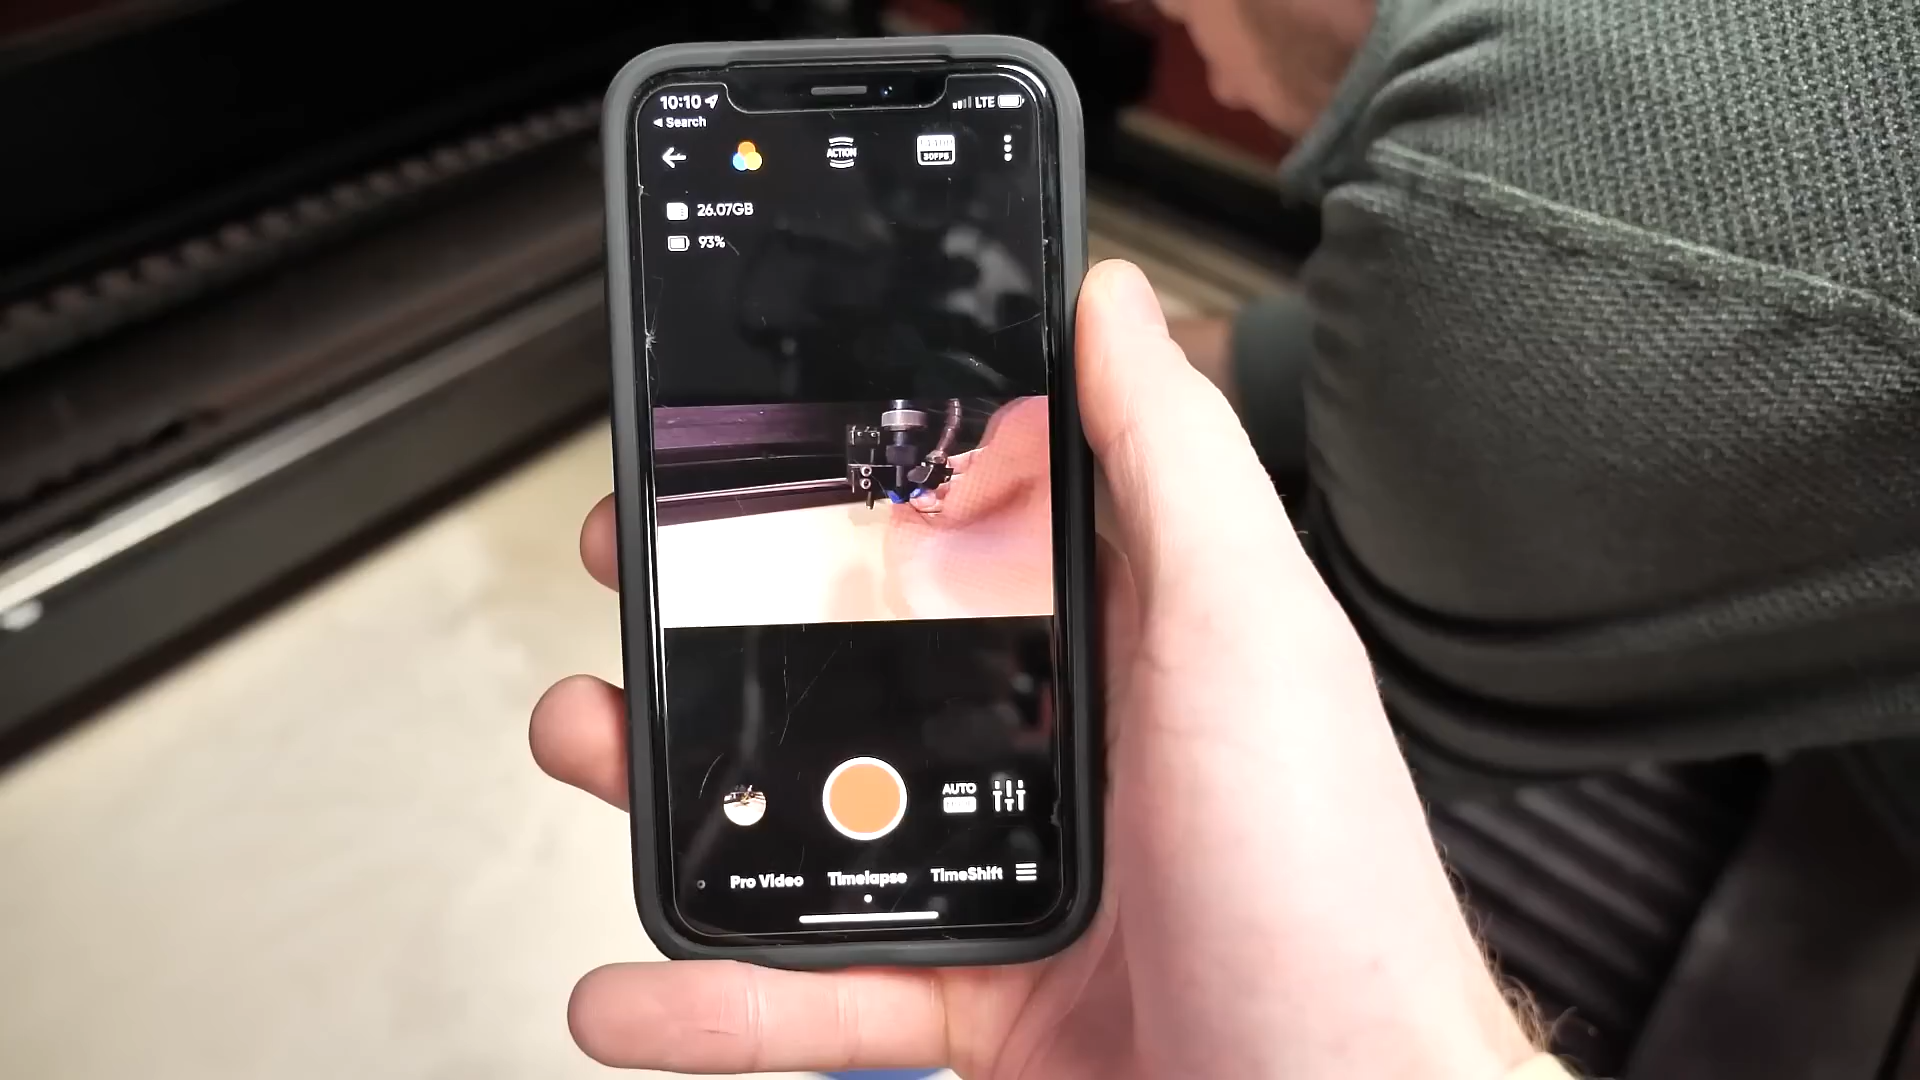 10:10
LTE
◀ Search
ACTION
30FPS
26.07GB
93%
AUTO
Pro Video
Timelapse
TimeShift